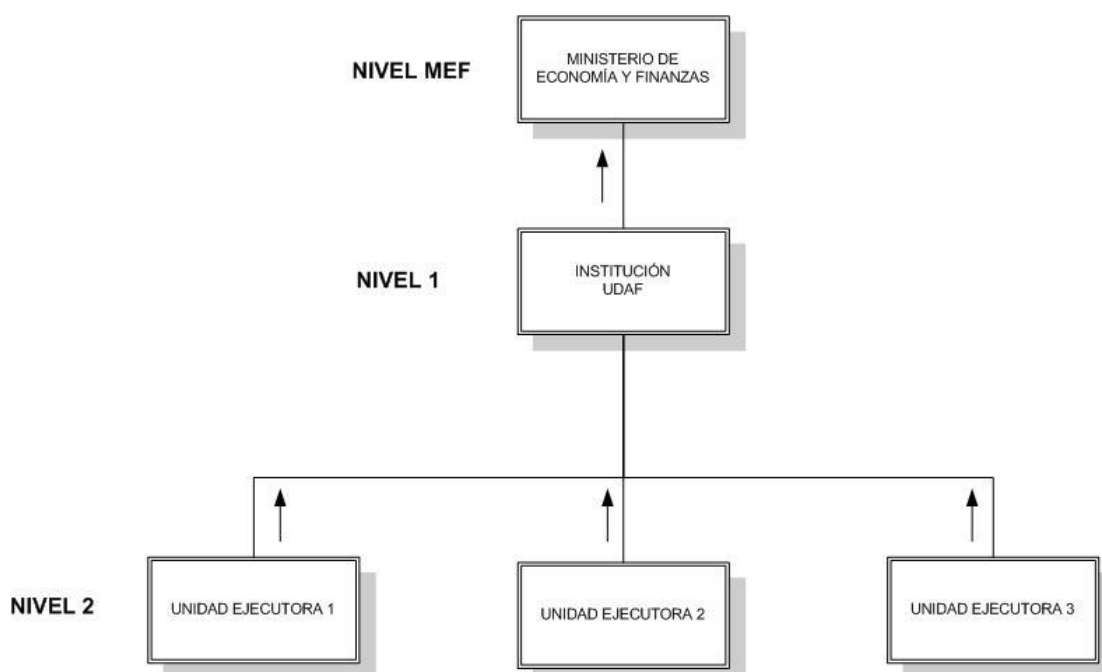 NIVEL MEF
MINISTERIO DE
ECONOMÍA Y FINANZAS
NIVEL 1
INSTITUCIÓN
UDAF
NIVEL 2
UNIDAD EJECUTORA 1
UNIDAD EJECUTORA 2
UNIDAD EJECUTORA 3